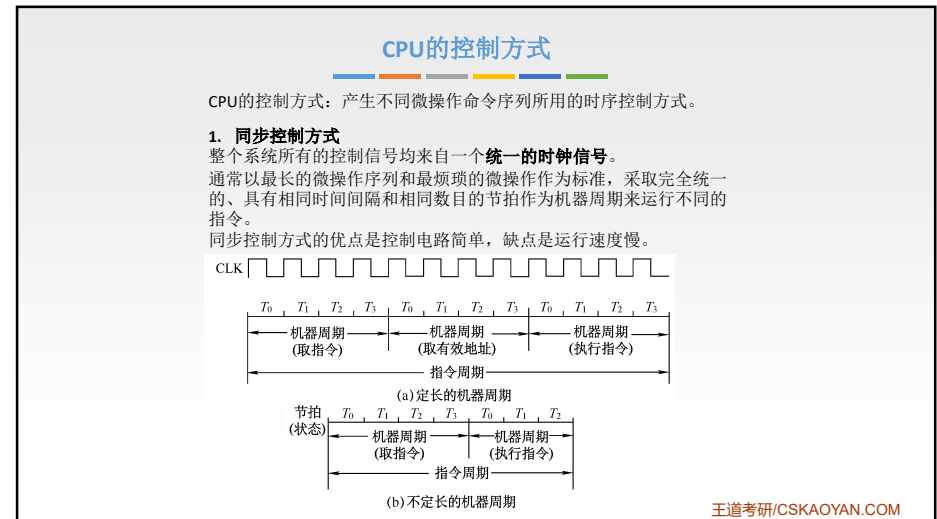 CPU的控制方式
CPU的控制方式：产生不同微操作命令序列所用的时序控制方式。
1. 同步控制方式
整个系统所有的控制信号均来自一个统一的时钟信号。
通常以最长的微操作序列和最烦琐的微操作作为标准，采取完全统一
的、具有相同时间间隔和相同数目的节拍作为机器周期来运行不同的
指令。
同步控制方式的优点是控制电路简单，缺点是运行速度慢。
CLK
T0 T1 T2 T3 T0 T1 T2 T3 T0 T1 T2 T3
机器周期 机器周期 机器周期
(取指令) (取有效地址) (执行指令)
指令周期
(a)定长的机器周期
节拍 T0 T1 T2 T3 T0 T1 T2
(状态)
机器周期 机器周期
(取指令) (执行指令)
指令周期
(b)不定长的机器周期
王道考研/CSKAOYAN.COM